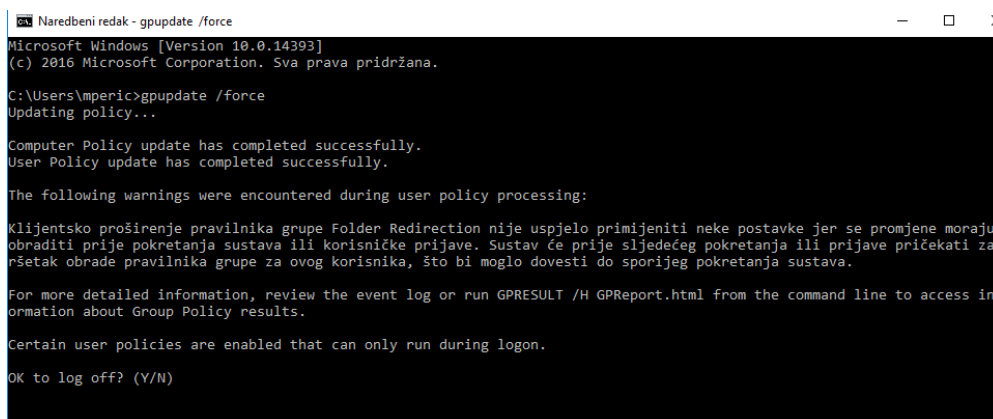 Naredbeni redak - gpupdate /force
Microsoft Windows [Version 10.0.14393]
(c) 2016 Microsoft Corporation. Sva prava pridržana.
C:\Users\mperic>gpupdate /force
Updating policy...
Computer Policy update has completed successfully.
User Policy update has completed successfully.
The following warnings were encountered during user policy processing:
Klijentsko proširenje pravilnika grupe Folder Redirection nije uspjelo primijeniti neke postavke jer se promjene moraju
obraditi prije pokretanja sustava ili korisničke prijave. Sustav će prije sljedećeg pokretanja ili prijave pričekati za
ršetak obrade pravilnika grupe za ovog korisnika, što bi moglo dovesti do sporijeg pokretanja sustava.
For more detailed information, review the event log or run GPRESULT /H GPReport.html from the command line to access in
ormation about Group Policy results.
Certain user policies are enabled that can only run during logon.
OK to log off? (Y/N)